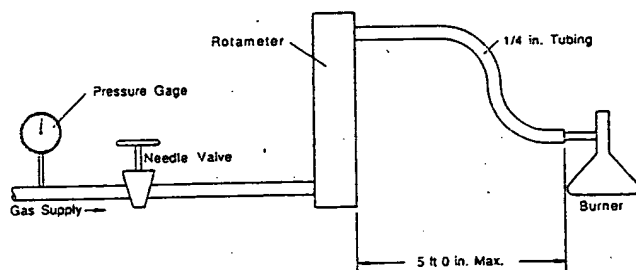 Rotameter
1/4 in. Tubing
Pressure Gage
Needle Valve
Gas Supply
Burner
5 ft 0 in. Max.